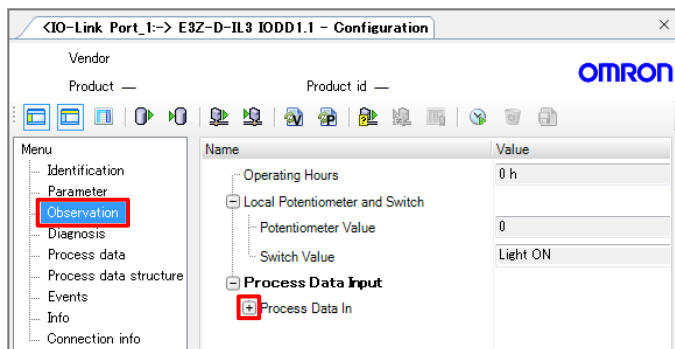 <IO-Link Port_1:-> E3Z-D-IL3 IODD1.1 - Configuration
Vendor
Product —
Product id —
OMRON
Menu
Name
Value
Identification
Parameter
Observation
Diagnosis
Process data
Process data structure
Events
Info
Connection info
Operating Hours
0 h
Local Potentiometer and Switch
Potentiometer Value
0
Switch Value
Light ON
Process Data Input
Process Data In